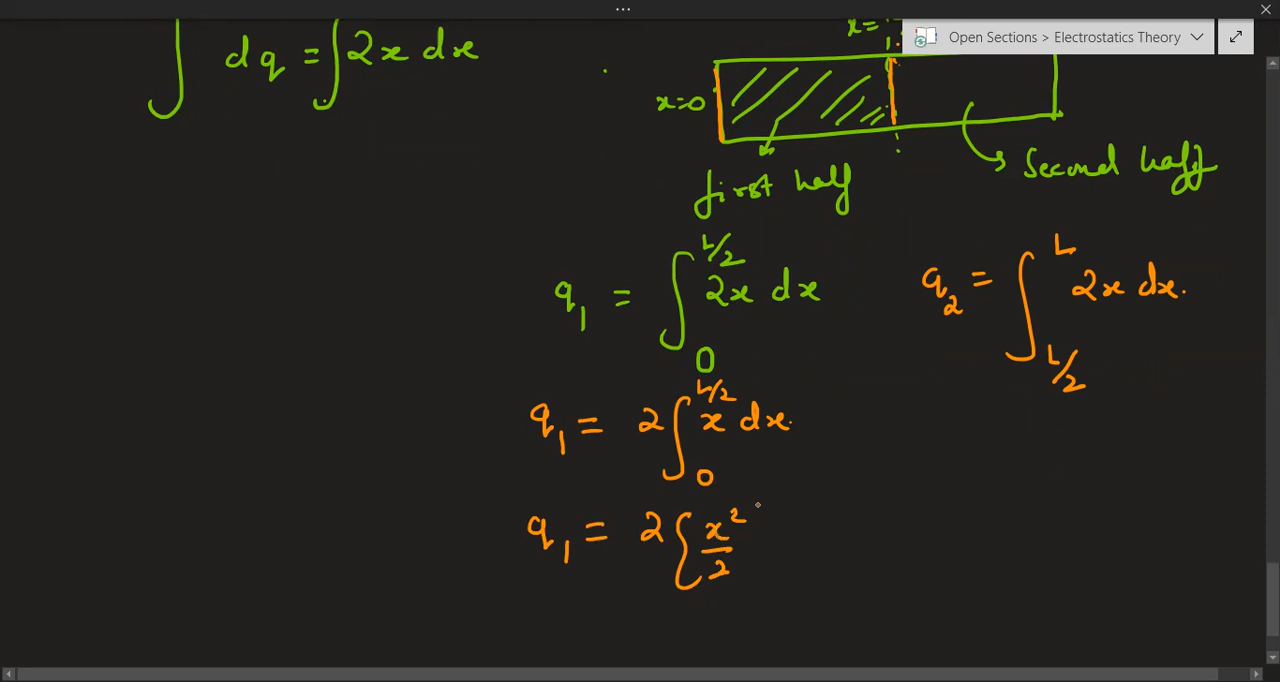 ...
Open Sections > Electrostatics Theory
∫ dq = ∫ 2x dx
x=0
first half
Second half
q₁ = ∫₀^{L/2} 2x dx
q₂ = ∫_{L/2}^{L} 2x dx.
q₁ = 2 ∫₀^{L/2} x dx.
q₁ = 2 { x²/2